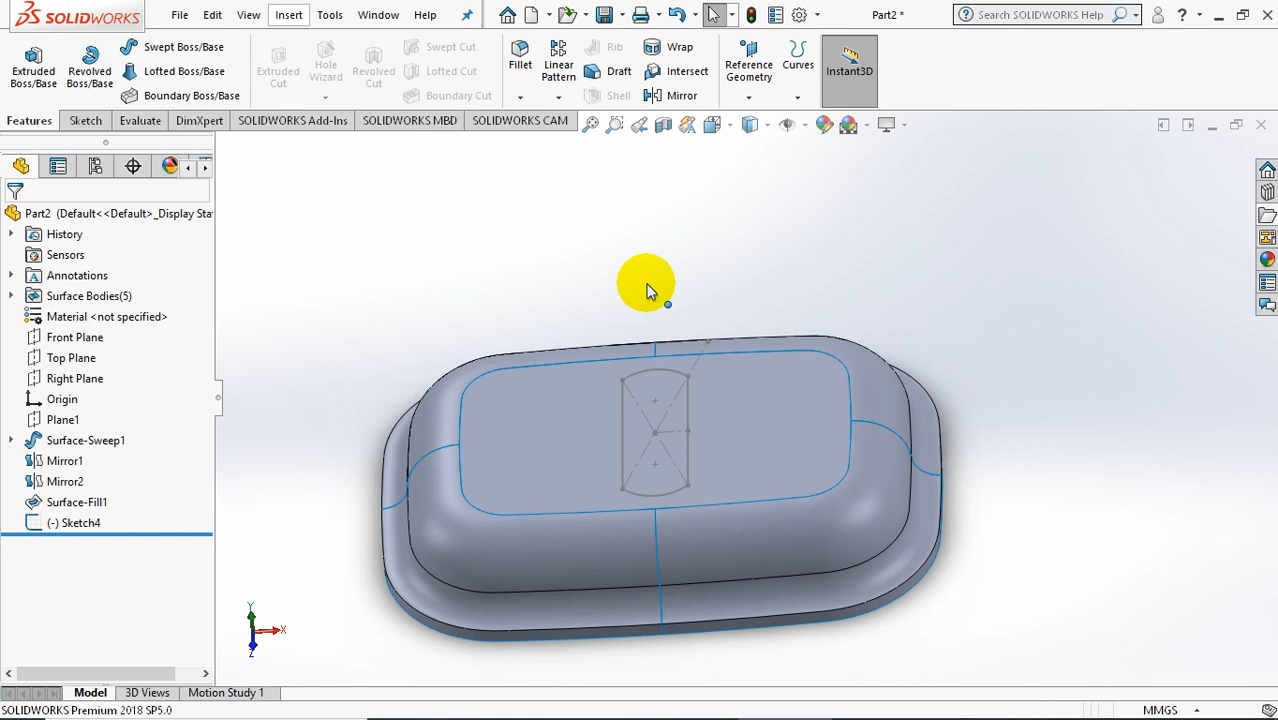 SOLIDWORKS File Edit View Insert Tools Window Help Part2 * Search SOLIDWORKS Help ?
Extruded Boss/Base
Revolved Boss/Base
Swept Boss/Base
Lofted Boss/Base
Boundary Boss/Base
Extruded Cut
Hole Wizard
Revolved Cut
Swept Cut
Lofted Cut
Boundary Cut
Fillet
Linear Pattern
Rib
Draft
Shell
Wrap
Intersect
Mirror
Reference Geometry
Curves
Instant3D
Features Sketch Evaluate DimXpert SOLIDWORKS Add-Ins SOLIDWORKS MBD SOLIDWORKS CAM
Part2 (Default<<Default>_Display Sta
History
Sensors
Annotations
Surface Bodies(5)
Material <not specified>
Front Plane
Top Plane
Right Plane
Origin
Plane1
Surface-Sweep1
Mirror1
Mirror2
Surface-Fill1
(-) Sketch4
Y
X
Z
Model 3D Views Motion Study 1
SOLIDWORKS Premium 2018 SP5.0 MMGS